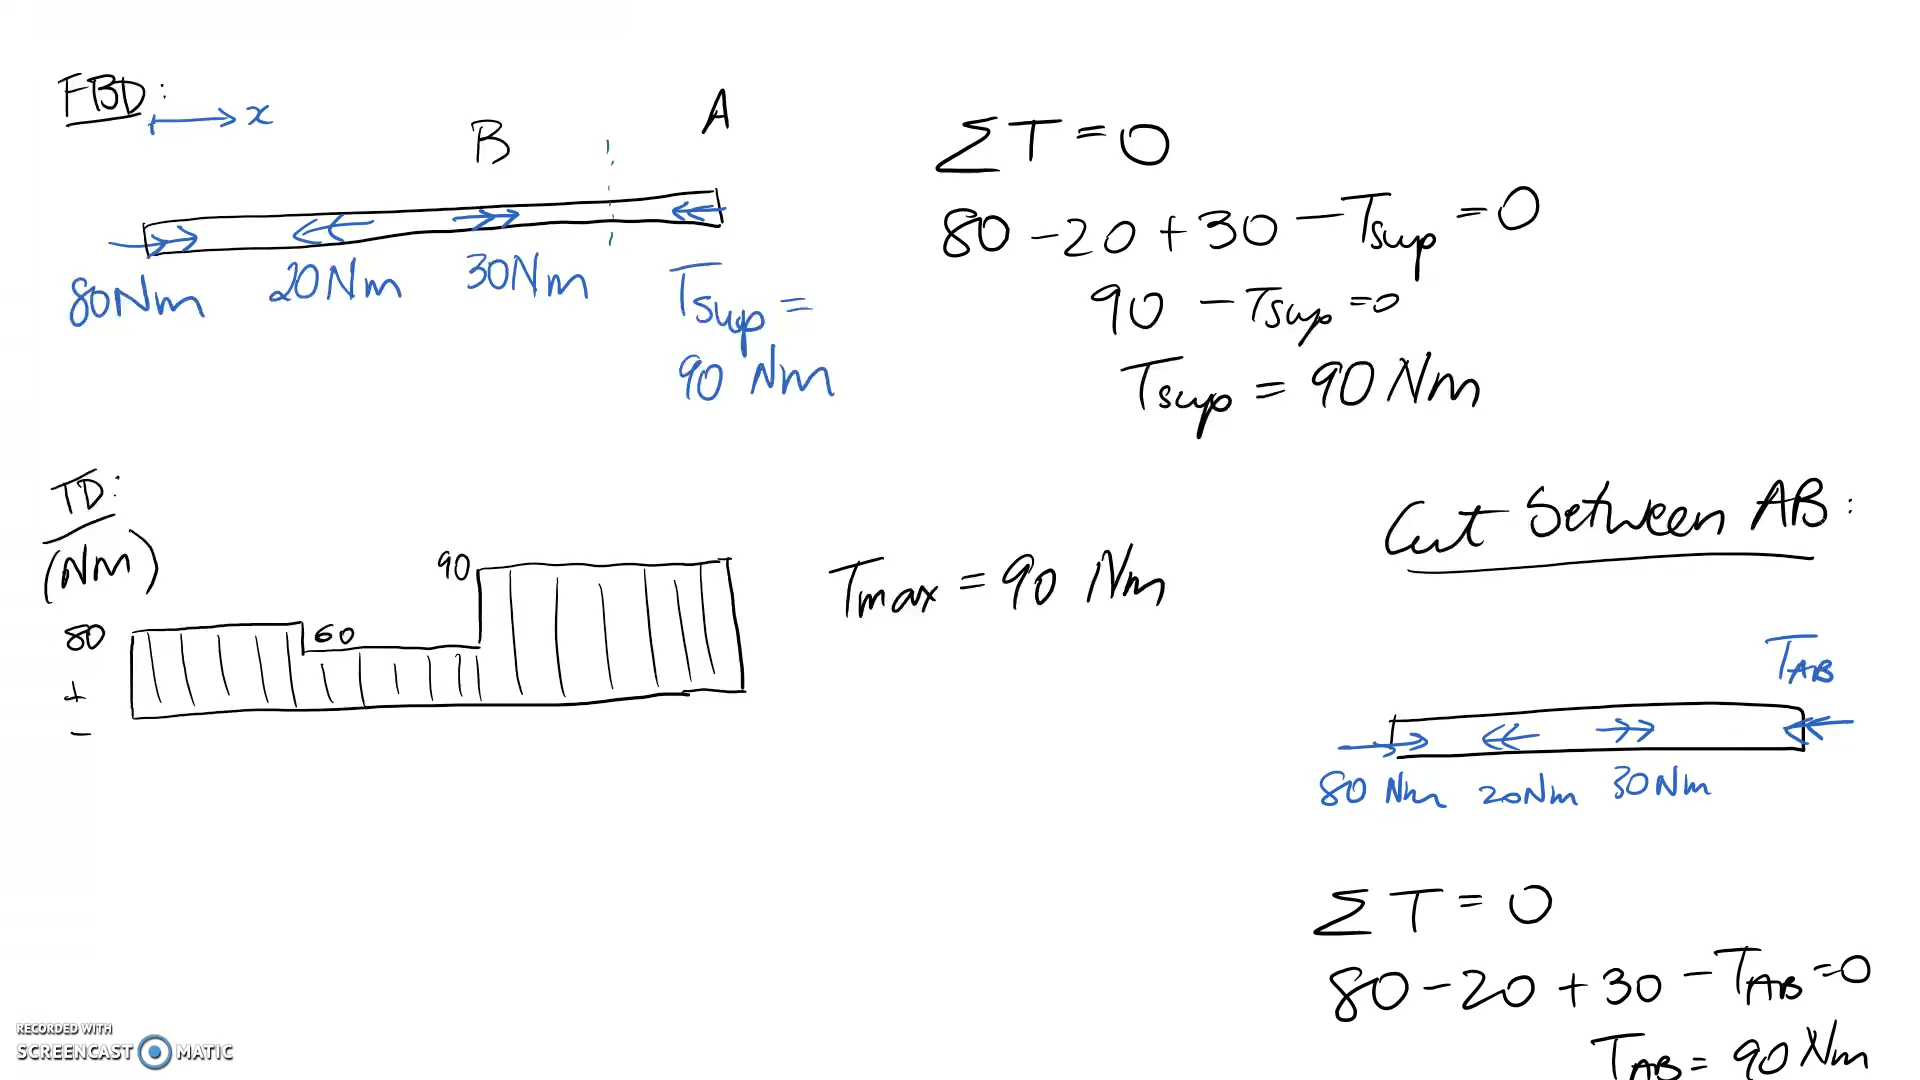 FBD:
x
B
A
80Nm
20Nm
30Nm
Tsup =
90 Nm
ΣT=0
80-20+30-Tsup=0
90-Tsup=0
Tsup = 90 Nm
TD:
(Nm)
80
60
90
+
-
Tmax = 90 Nm
Cut between AB:
TAB
80 Nm
20Nm
30Nm
ΣT=0
80-20+30-TAB=0
TAB= 90 Nm
RECORDED WITH
SCREENCAST MATIC